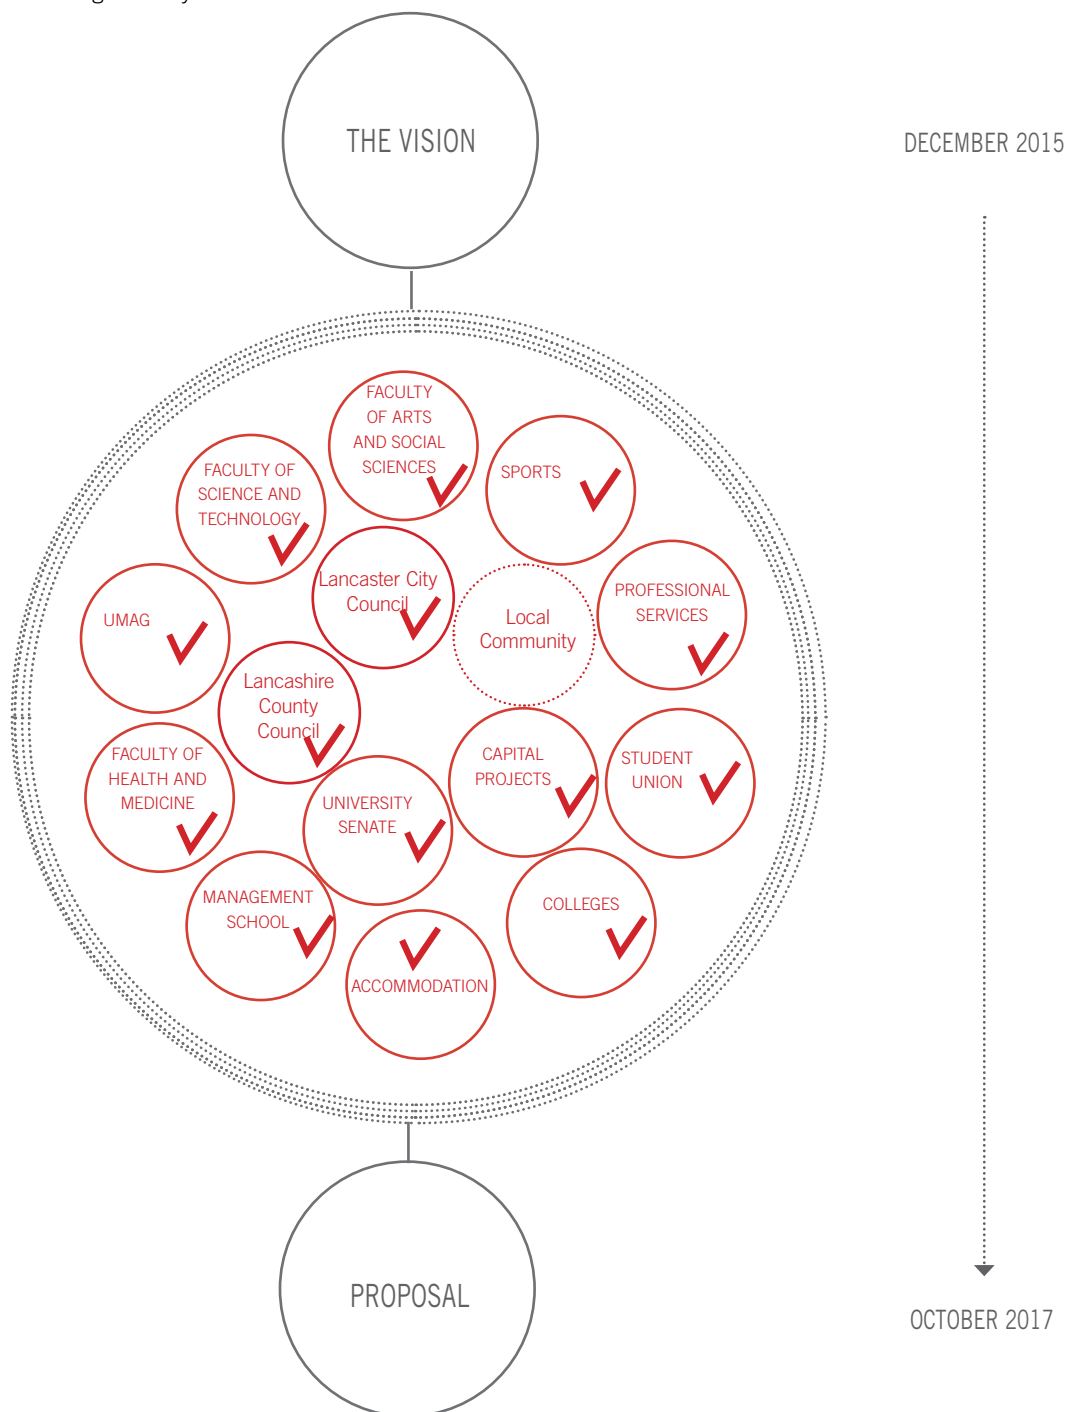 THE VISION
DECEMBER 2015
FACULTY
OF ARTS
AND SOCIAL
SCIENCES
SPORTS
FACULTY OF
SCIENCE AND
TECHNOLOGY
Lancaster City
Council
PROFESSIONAL
SERVICES
UMAG
Local
Community
Lancashire
County
Council
FACULTY OF
HEALTH AND
MEDICINE
CAPITAL
PROJECTS
STUDENT
UNION
UNIVERSITY
SENATE
MANAGEMENT
SCHOOL
COLLEGES
ACCOMMODATION
PROPOSAL
OCTOBER 2017